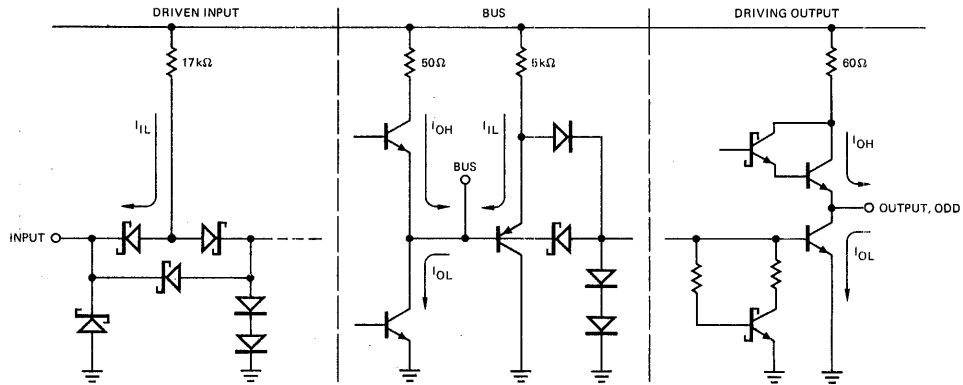 DRIVEN INPUT
BUS
DRIVING OUTPUT
17kΩ
50Ω
5kΩ
60Ω
IIL
IOH
IIL
IOH
BUS
INPUT
OUTPUT, ODD
IOL
IOL